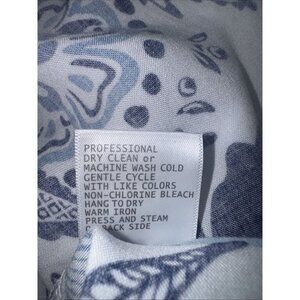 PROFESSIONAL
DRY CLEAN or
MACHINE WASH COLD
GENTLE CYCLE
WITH LIKE COLORS
NON-CHLORINE BLEACH
HANG TO DRY
WARM IRON
PRESS AND STEAM
BACK SIDE